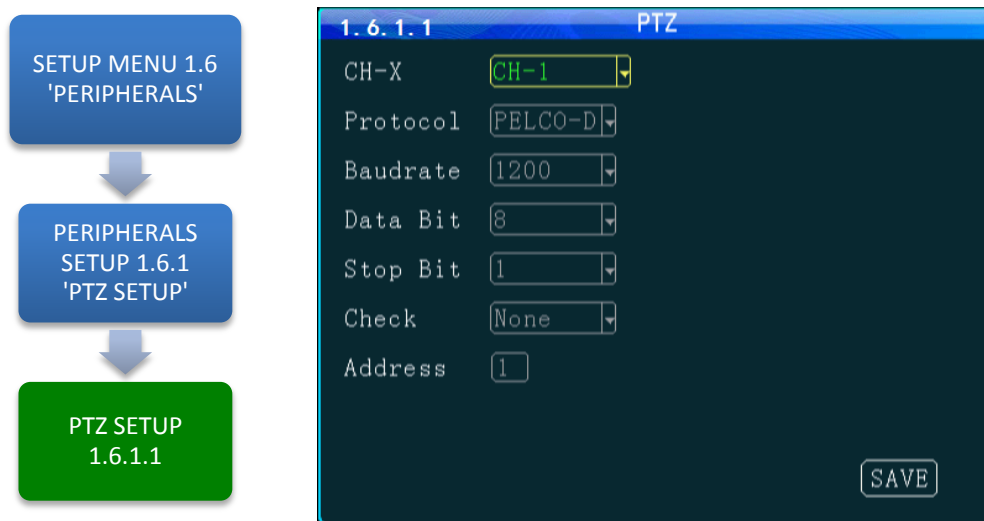 SETUP MENU 1.6
'PERIPHERALS'
PERIPHERALS
SETUP 1.6.1
'PTZ SETUP'
PTZ SETUP
1.6.1.1
1.6.1.1 PTZ
CH-X CH-1
Protocol PELCO-D
Baudrate 1200
Data Bit 8
Stop Bit 1
Check None
Address 1
SAVE